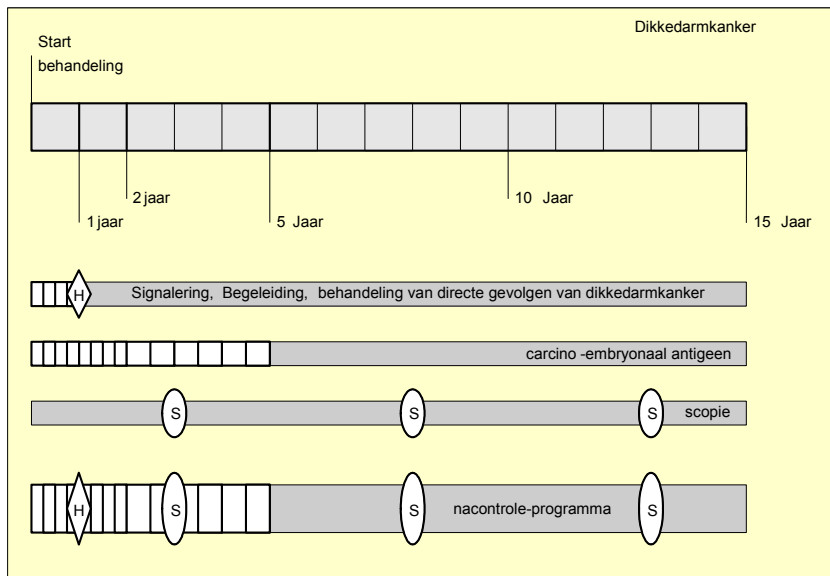 Dikkedarmkanker
Start
behandeling
2 jaar
10 Jaar
1 jaar
5 Jaar
15 Jaar
H
Signalering, Begeleiding, behandeling van directe gevolgen van dikkedarmkanker
carcino -embryonaal antigeen
S
S
S
scopie
H
S
S
nacontrole-programma
S